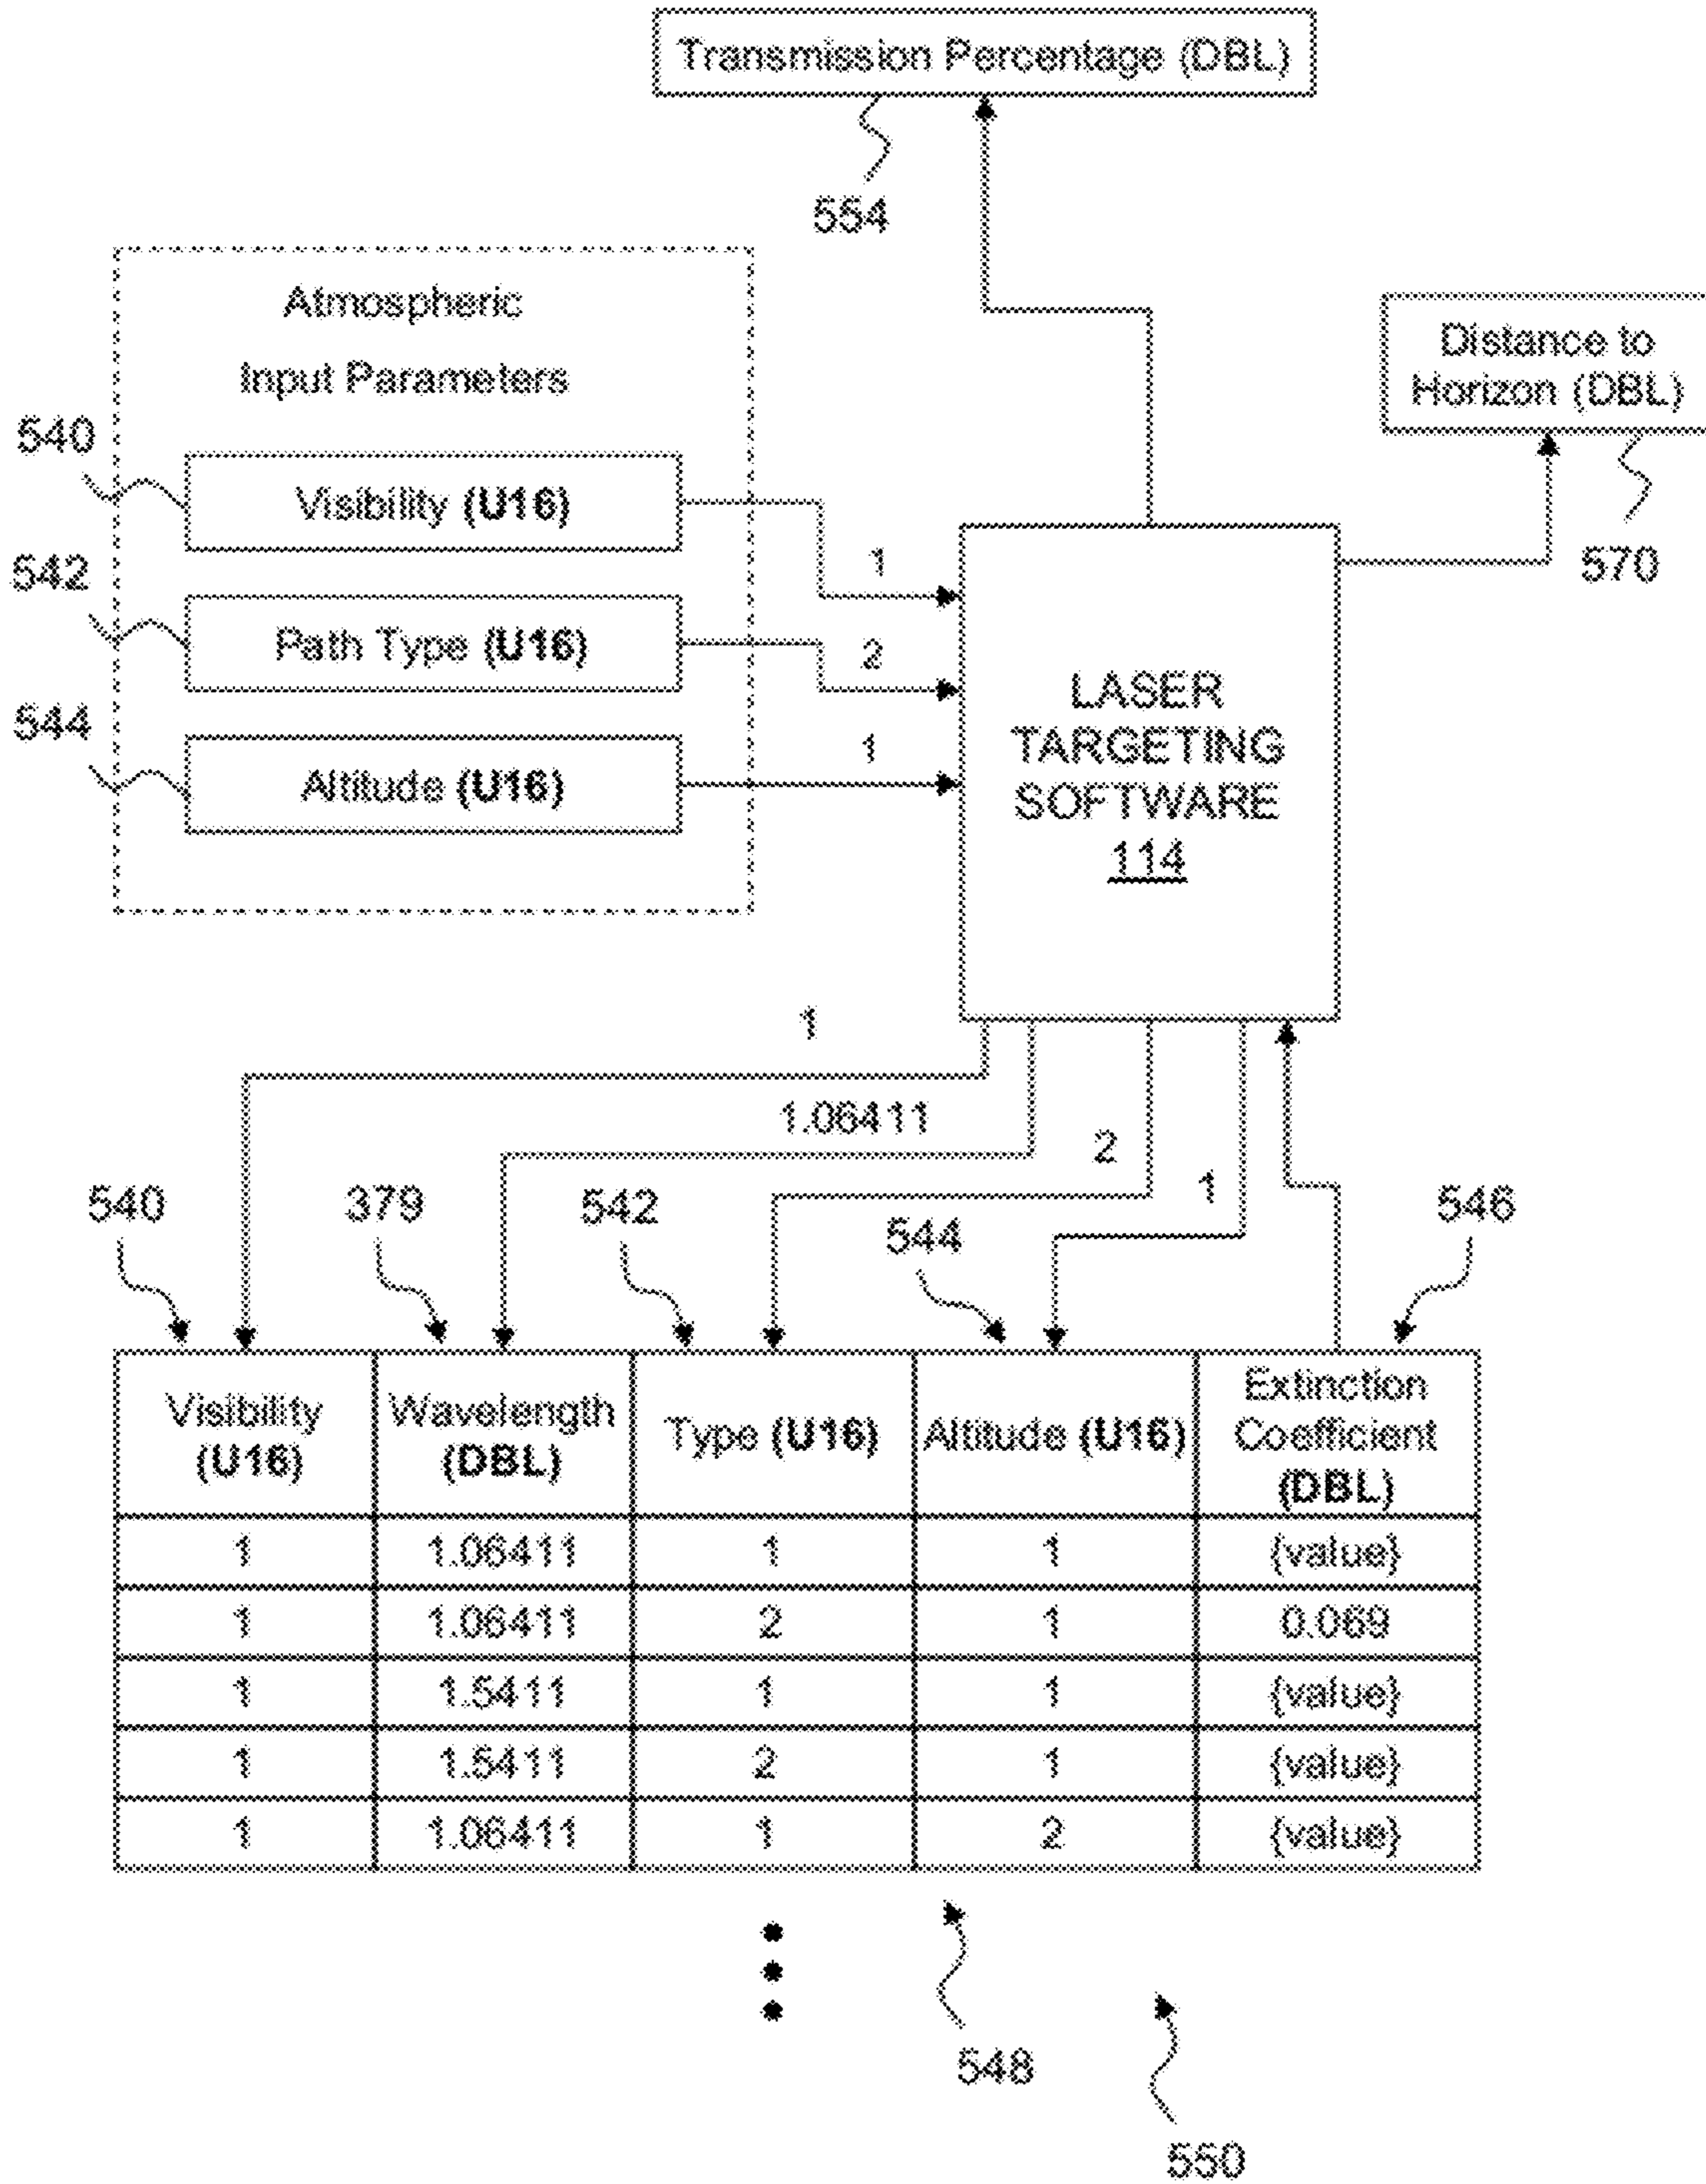 Transmission Percentage (DBL)
554
Atmospheric
Input Parameters
Distance to
Horizon (DBL)
540
Visibility (U16)
1
570
542
Path Type (U16)
2
544
Altitude (U16)
1
LASER
TARGETING
SOFTWARE
114
1
1.06411
2
1
540
379
542
544
546
Visibility
(U16)
Wavelength
(DBL)
Type (U16)
Altitude (U16)
Extinction
Coefficient
(DBL)
1 1.06411 1 1 {value}
1 1.06411 2 1 0.069
1 1.5411 1 1 {value}
1 1.5411 2 1 {value}
1 1.06411 1 2 {value}
548
550